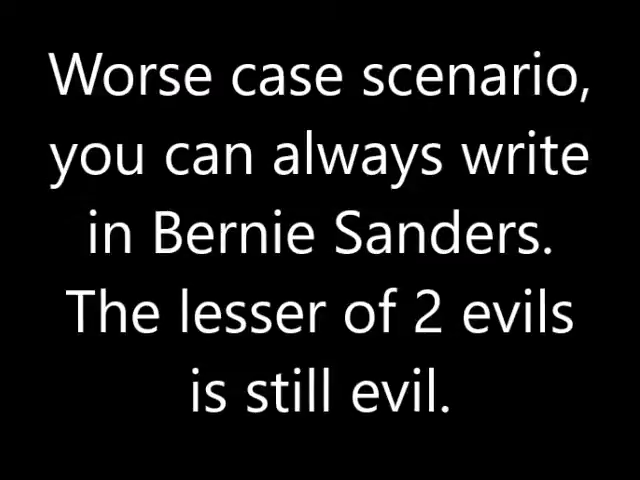 Worse case scenario,
you can always write
in Bernie Sanders.
The lesser of 2 evils
is still evil.